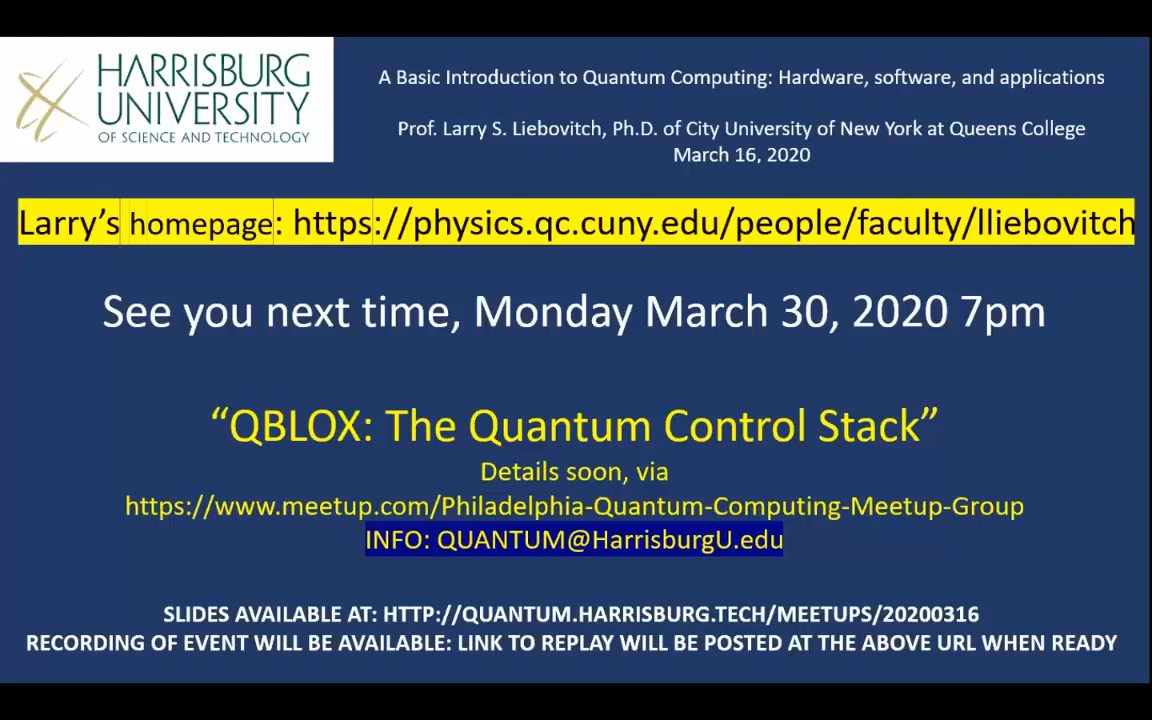 HARRISBURG
UNIVERSITY
OF SCIENCE AND TECHNOLOGY
A Basic Introduction to Quantum Computing: Hardware, software, and applications
Prof. Larry S. Liebovitch, Ph.D. of City University of New York at Queens College
March 16, 2020
Larry’s homepage: https://physics.qc.cuny.edu/people/faculty/lliebovitch
See you next time, Monday March 30, 2020 7pm
“QBLOX: The Quantum Control Stack”
Details soon, via
https://www.meetup.com/Philadelphia-Quantum-Computing-Meetup-Group
INFO: QUANTUM@HarrisburgU.edu
SLIDES AVAILABLE AT: HTTP://QUANTUM.HARRISBURG.TECH/MEETUPS/20200316
RECORDING OF EVENT WILL BE AVAILABLE: LINK TO REPLAY WILL BE POSTED AT THE ABOVE URL WHEN READY